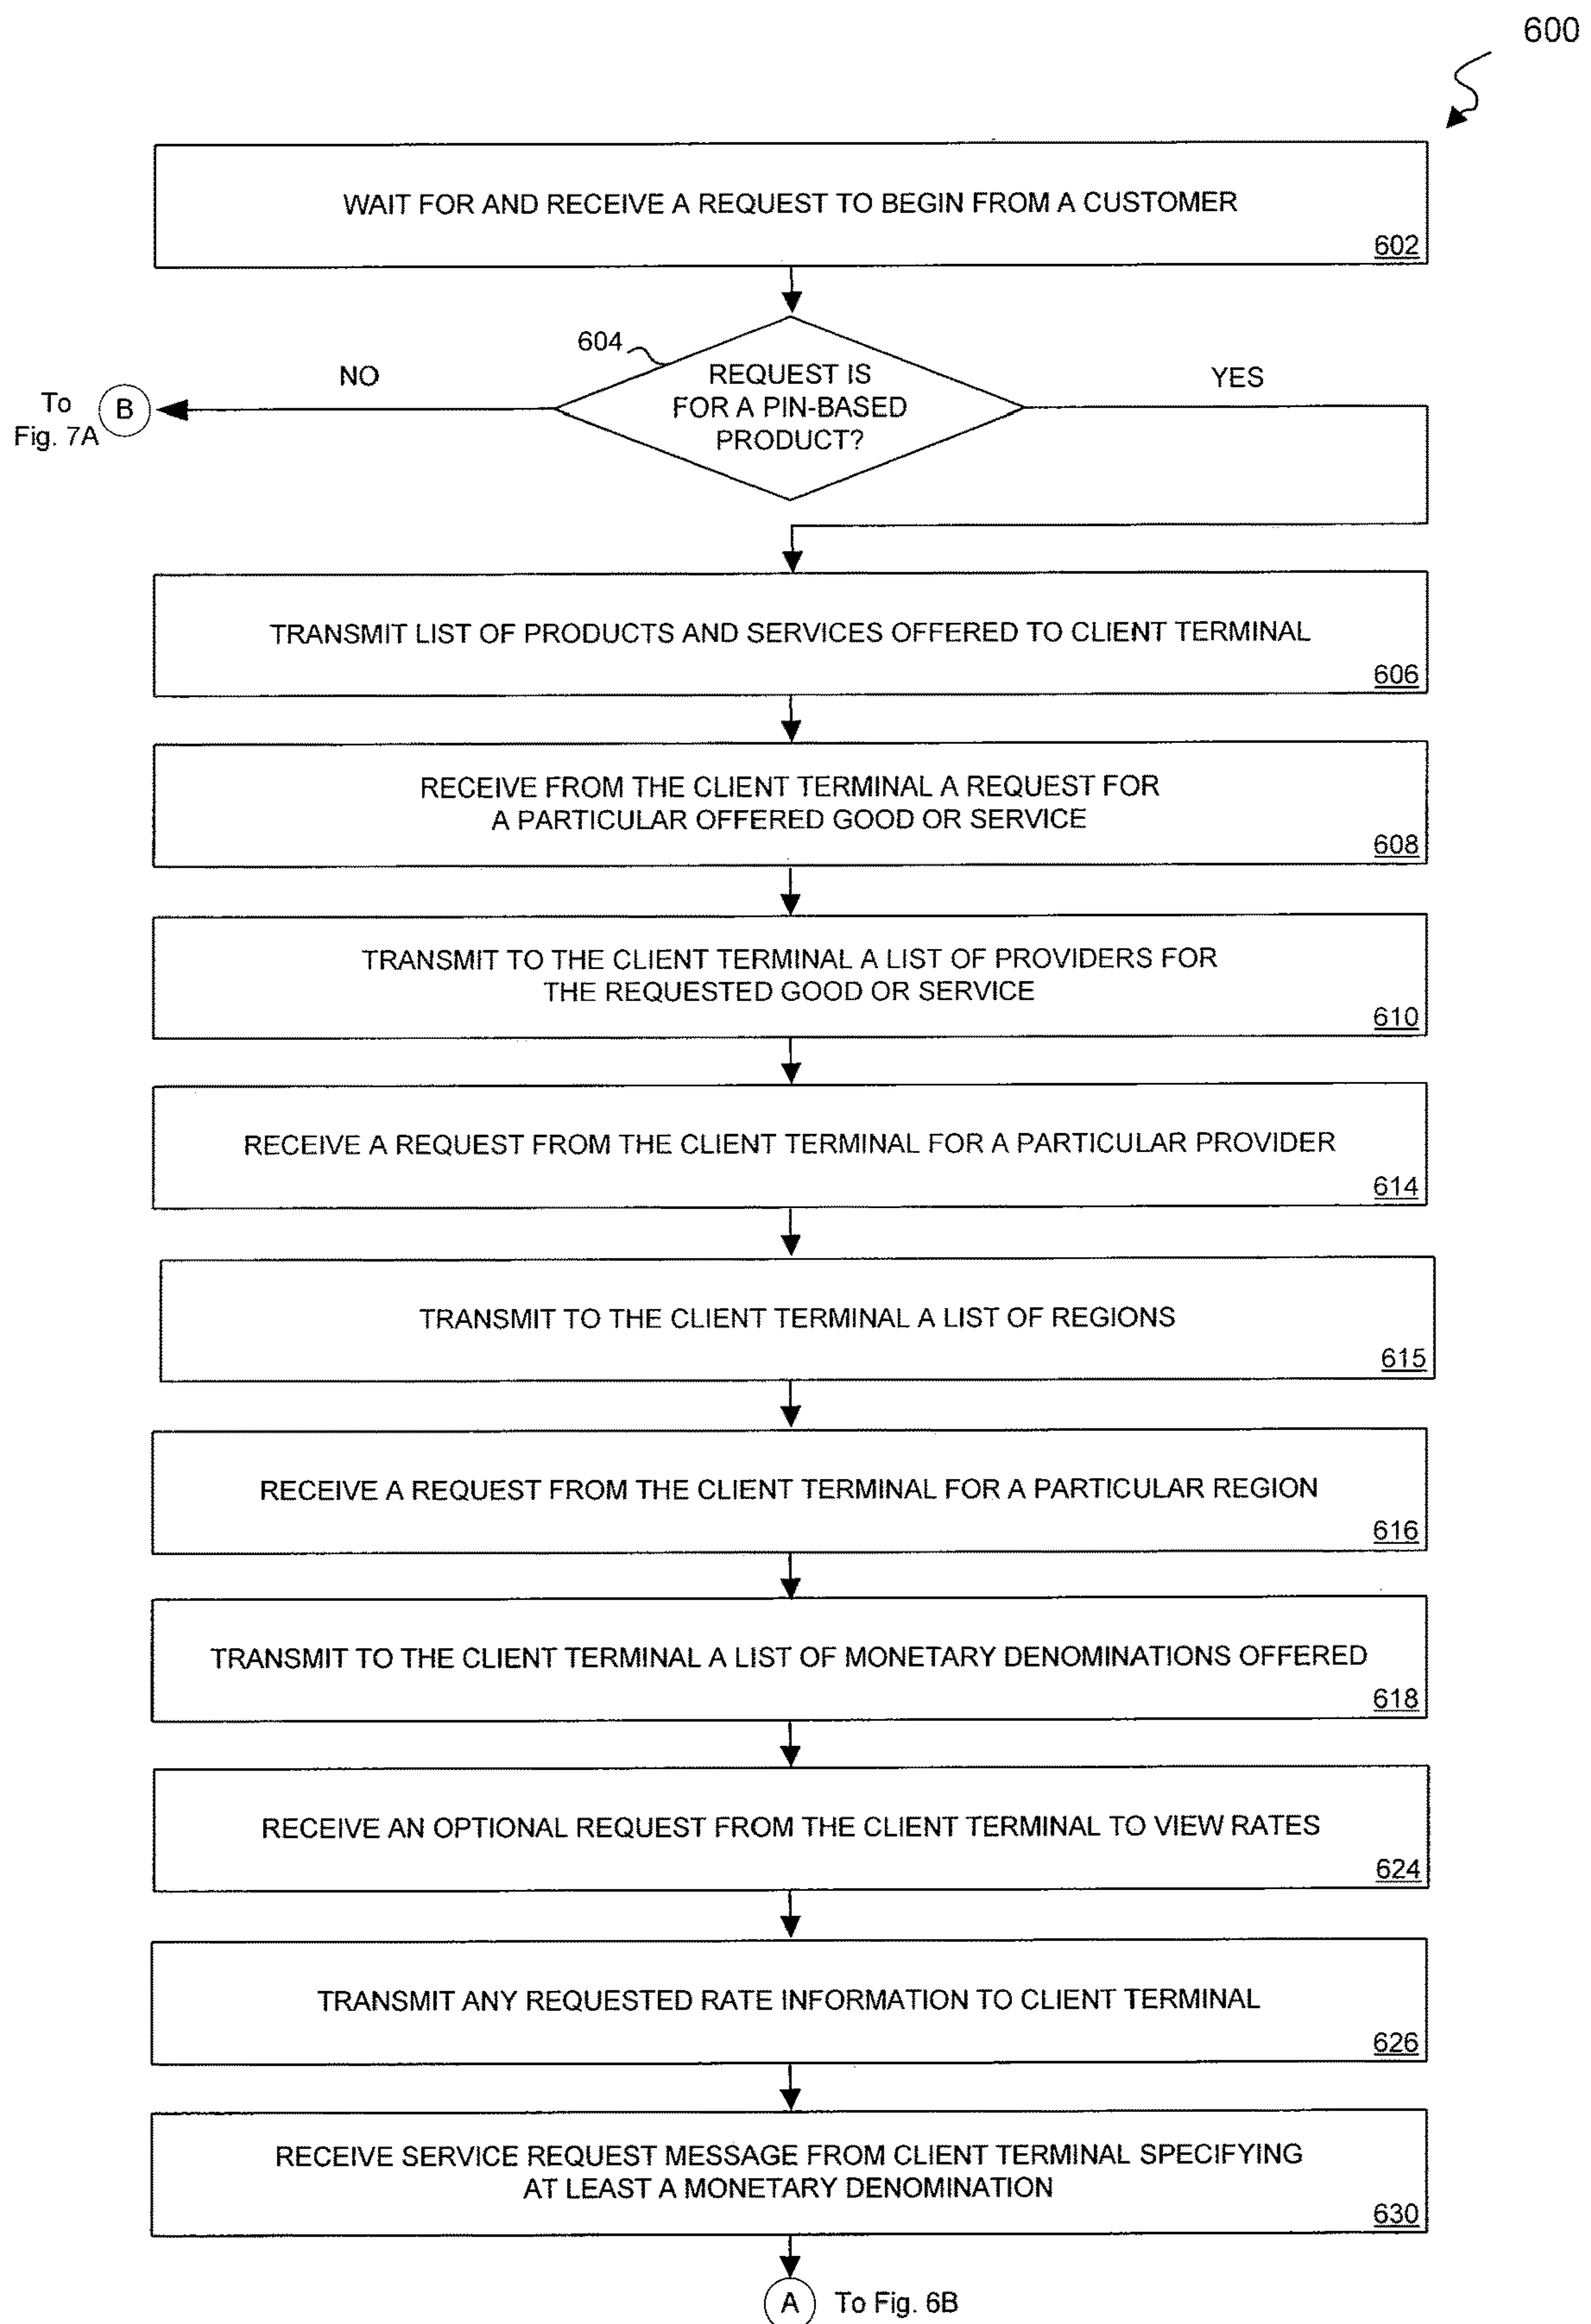 600
WAIT FOR AND RECEIVE A REQUEST TO BEGIN FROM A CUSTOMER
602
604
REQUEST IS
FOR A PIN-BASED
PRODUCT?
NO
YES
To
Fig. 7A
B
TRANSMIT LIST OF PRODUCTS AND SERVICES OFFERED TO CLIENT TERMINAL
606
RECEIVE FROM THE CLIENT TERMINAL A REQUEST FOR
A PARTICULAR OFFERED GOOD OR SERVICE
608
TRANSMIT TO THE CLIENT TERMINAL A LIST OF PROVIDERS FOR
THE REQUESTED GOOD OR SERVICE
610
RECEIVE A REQUEST FROM THE CLIENT TERMINAL FOR A PARTICULAR PROVIDER
614
TRANSMIT TO THE CLIENT TERMINAL A LIST OF REGIONS
615
RECEIVE A REQUEST FROM THE CLIENT TERMINAL FOR A PARTICULAR REGION
616
TRANSMIT TO THE CLIENT TERMINAL A LIST OF MONETARY DENOMINATIONS OFFERED
618
RECEIVE AN OPTIONAL REQUEST FROM THE CLIENT TERMINAL TO VIEW RATES
624
TRANSMIT ANY REQUESTED RATE INFORMATION TO CLIENT TERMINAL
626
RECEIVE SERVICE REQUEST MESSAGE FROM CLIENT TERMINAL SPECIFYING
AT LEAST A MONETARY DENOMINATION
630
A To Fig. 6B